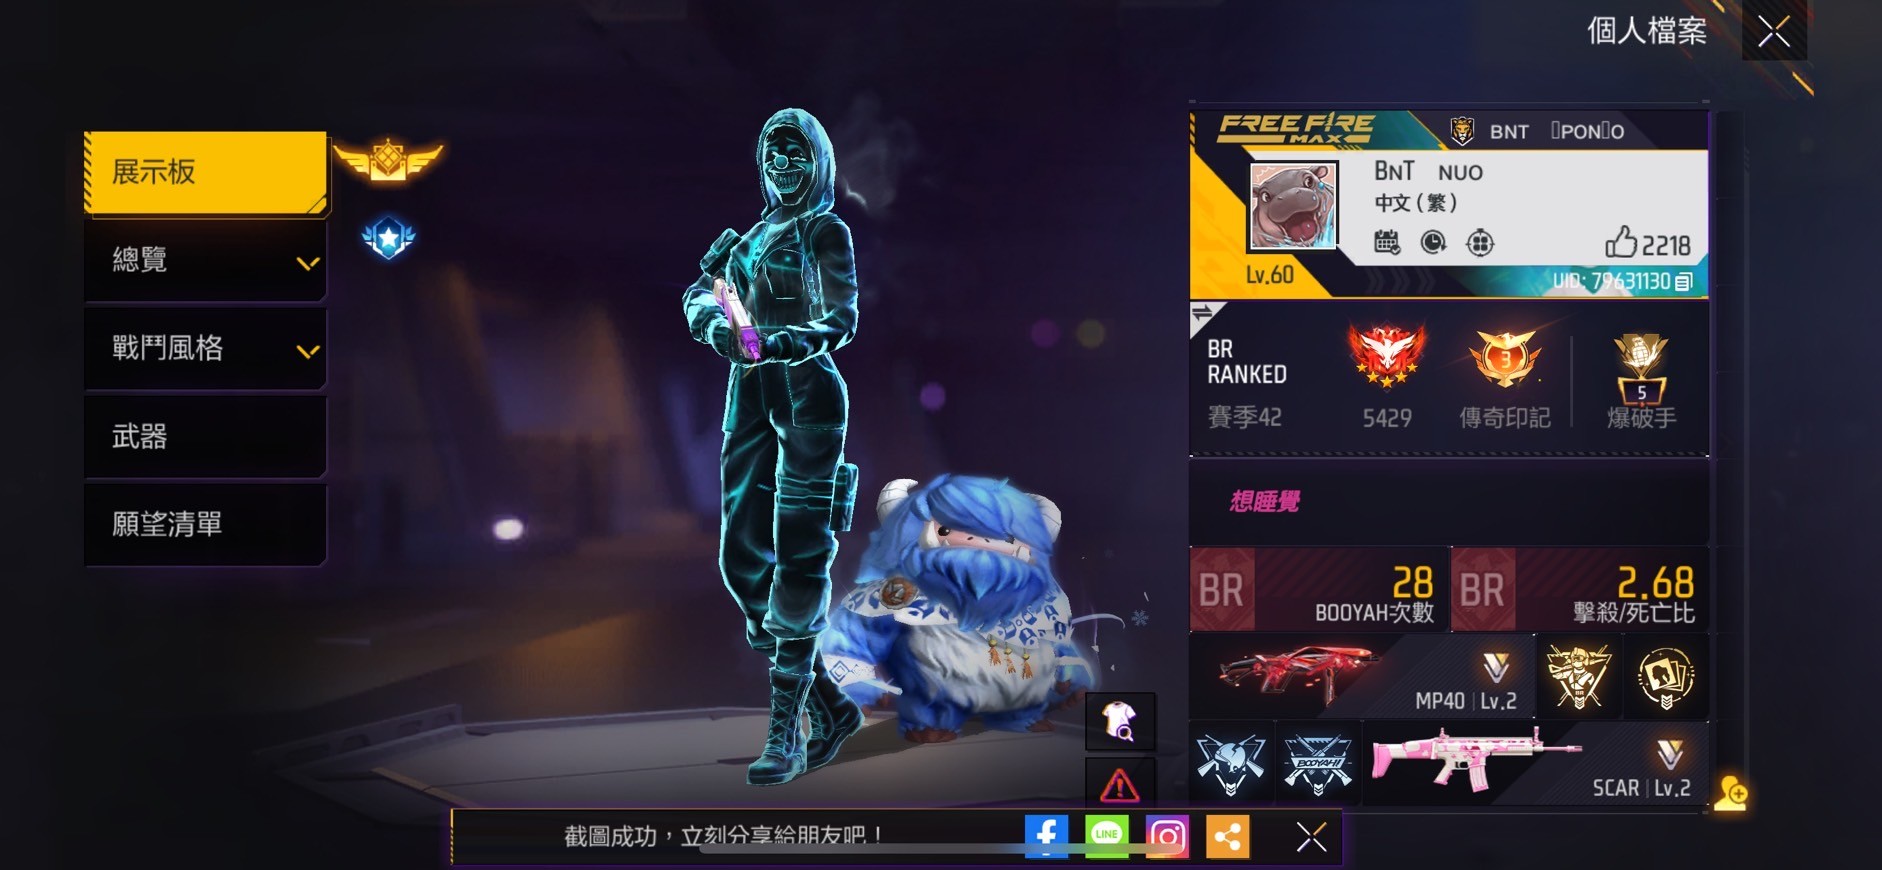 個人檔案
展示板
總覽
戰鬥風格
武器
願望清單
FREE FIRE
MAX
BNT PON O
BNT NUO
中文(繁)
2218
Lv.60
UID: 79631130
BR
RANKED
賽季42
5429
3
傳奇印記
5
爆破手
想睡覺
BR
28
BOOYAH次數
BR
2.68
擊殺/死亡比
MP40 Lv.2
BR
BOOYAH!
SCAR Lv.2
截圖成功，立刻分享給朋友吧！
LINE